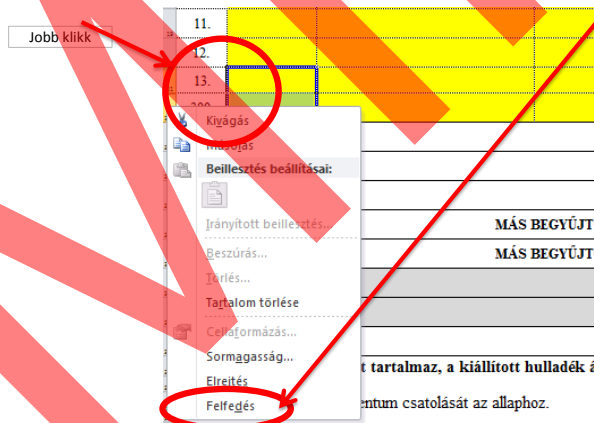 11.
Jobb klikk
12.
13.
200.
Kivágás
Másolás
Beillesztés beállításai:
Irányított beillesztés...
MÁS BEGYŰJT
Beszúrás...
MÁS BEGYŰJT
Törlés...
Tartalom törlése
Cellaformázás...
Sormagasság...
t tartalmaz, a kiállított hulladék á
Elrejtés
Felfedés
entum csatolását az allaphoz.